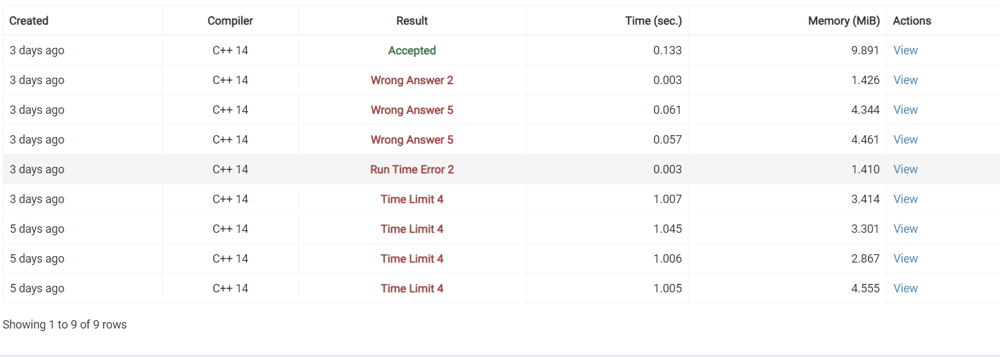 Created Compiler Result Time (sec.) Memory (MiB) Actions
3 days ago C++ 14 Accepted 0.133 9.891 View
3 days ago C++ 14 Wrong Answer 2 0.003 1.426 View
3 days ago C++ 14 Wrong Answer 5 0.061 4.344 View
3 days ago C++ 14 Wrong Answer 5 0.057 4.461 View
3 days ago C++ 14 Run Time Error 2 0.003 1.410 View
3 days ago C++ 14 Time Limit 4 1.007 3.414 View
5 days ago C++ 14 Time Limit 4 1.045 3.301 View
5 days ago C++ 14 Time Limit 4 1.006 2.867 View
5 days ago C++ 14 Time Limit 4 1.005 4.555 View
Showing 1 to 9 of 9 rows